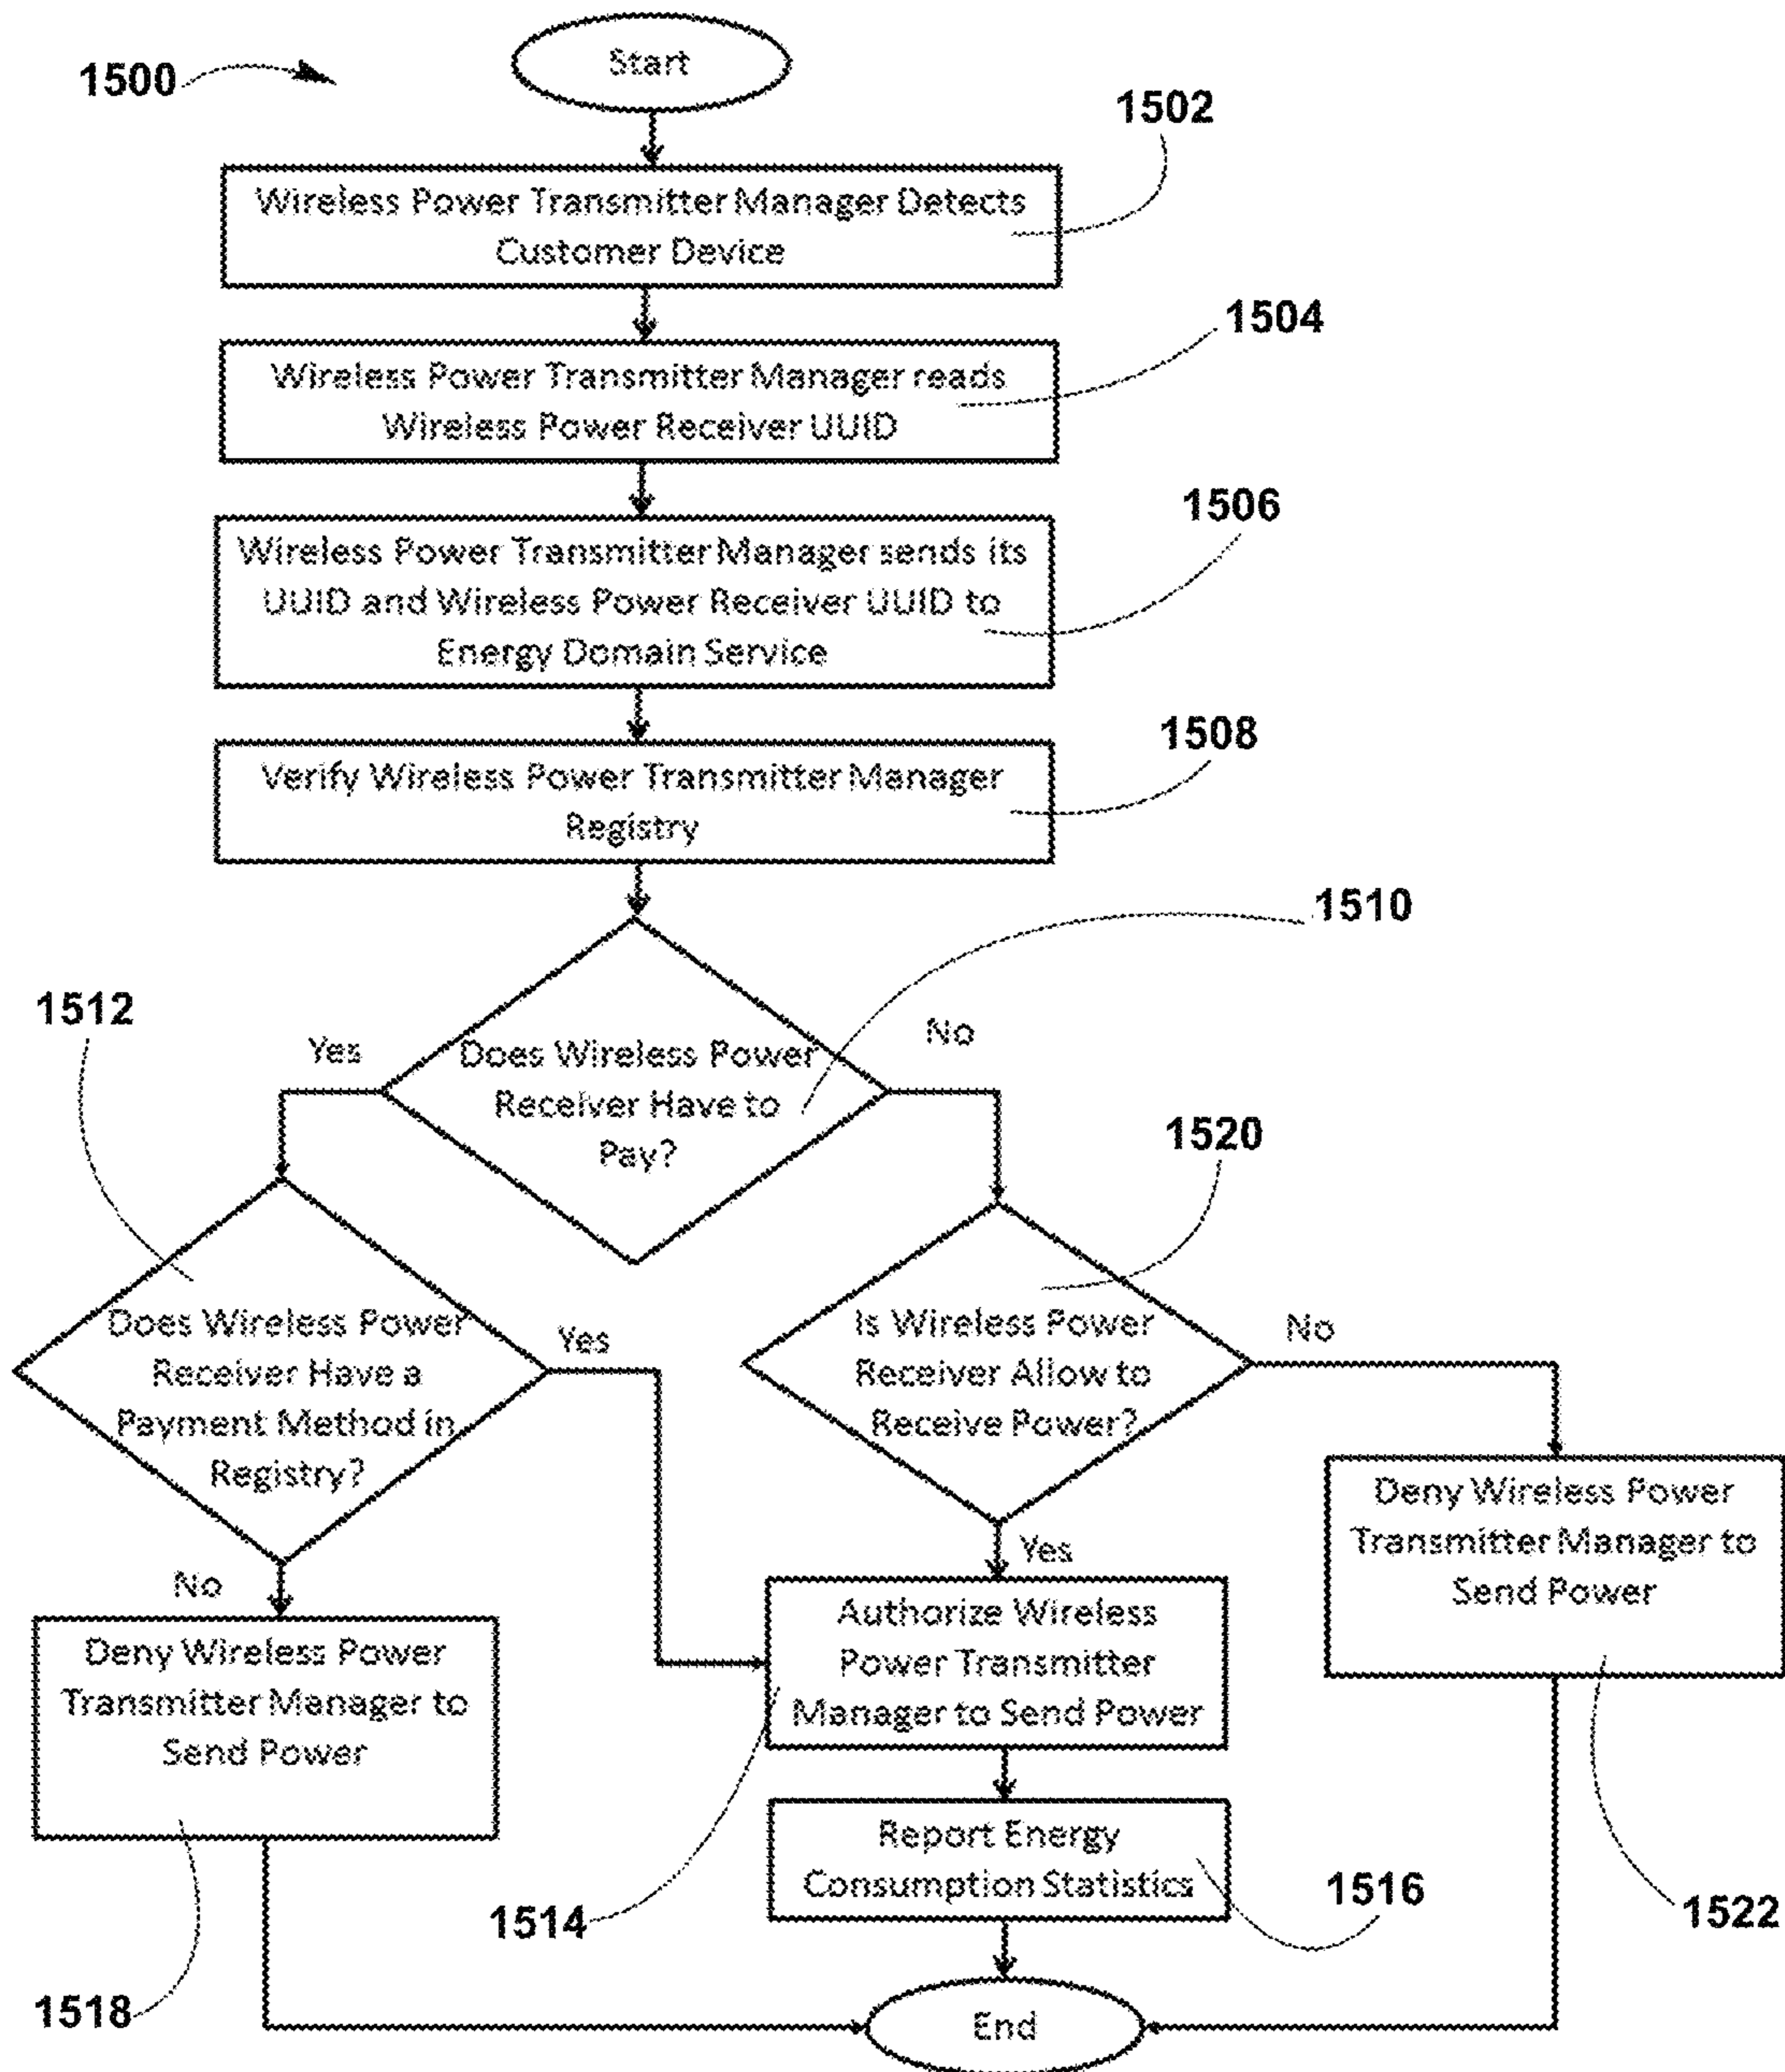 Start
1500
1502
Wireless Power Transmitter Manager Detects
Customer Device
1504
Wireless Power Transmitter Manager reads
Wireless Power Receiver UUID
1506
Wireless Power Transmitter Manager sends its
UUID and Wireless Power Receiver UUID to
Energy Domain Service
1508
Verify Wireless Power Transmitter Manager
Registry
1510
Does Wireless Power
Receiver Have to
Pay?
Yes
No
1512
Does Wireless Power
Receiver Have a
Payment Method in
Registry?
Yes
No
1520
Is Wireless Power
Receiver Allow to
Receive Power?
No
Yes
Deny Wireless Power
Transmitter Manager to
Send Power
1518
Authorize Wireless
Power Transmitter
Manager to Send Power
1514
Report Energy
Consumption Statistics
1516
Deny Wireless Power
Transmitter Manager to
Send Power
1522
End